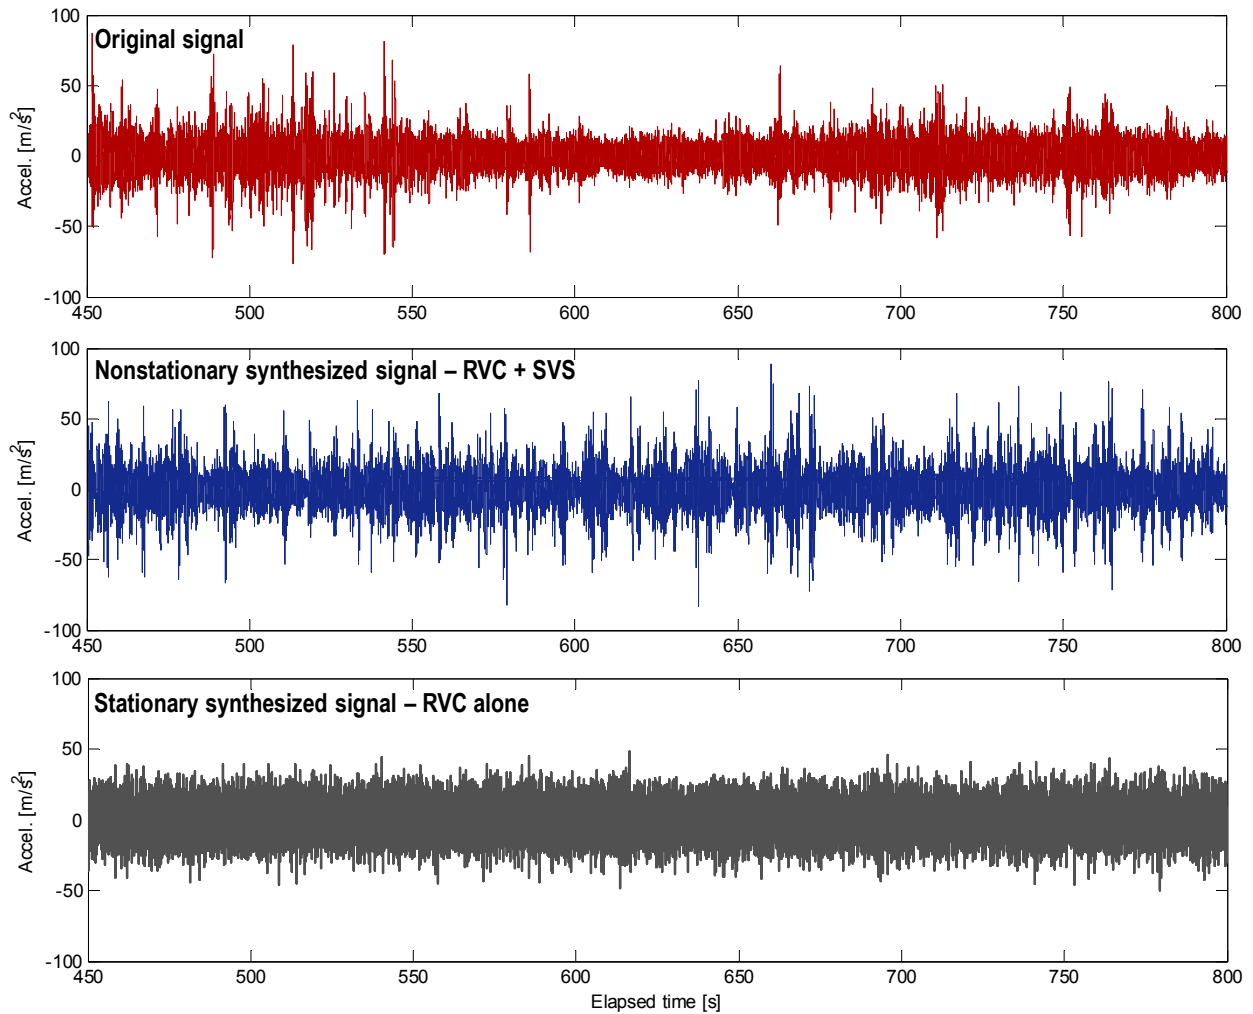 Original signal
Accel. [m/s²]
100
50
0
-50
-100
450 500 550 600 650 700 750 800
Nonstationary synthesized signal – RVC + SVS
Accel. [m/s²]
100
50
0
-50
-100
450 500 550 600 650 700 750 800
Stationary synthesized signal – RVC alone
Accel. [m/s²]
100
50
0
-50
-100
450 500 550 600 650 700 750 800
Elapsed time [s]